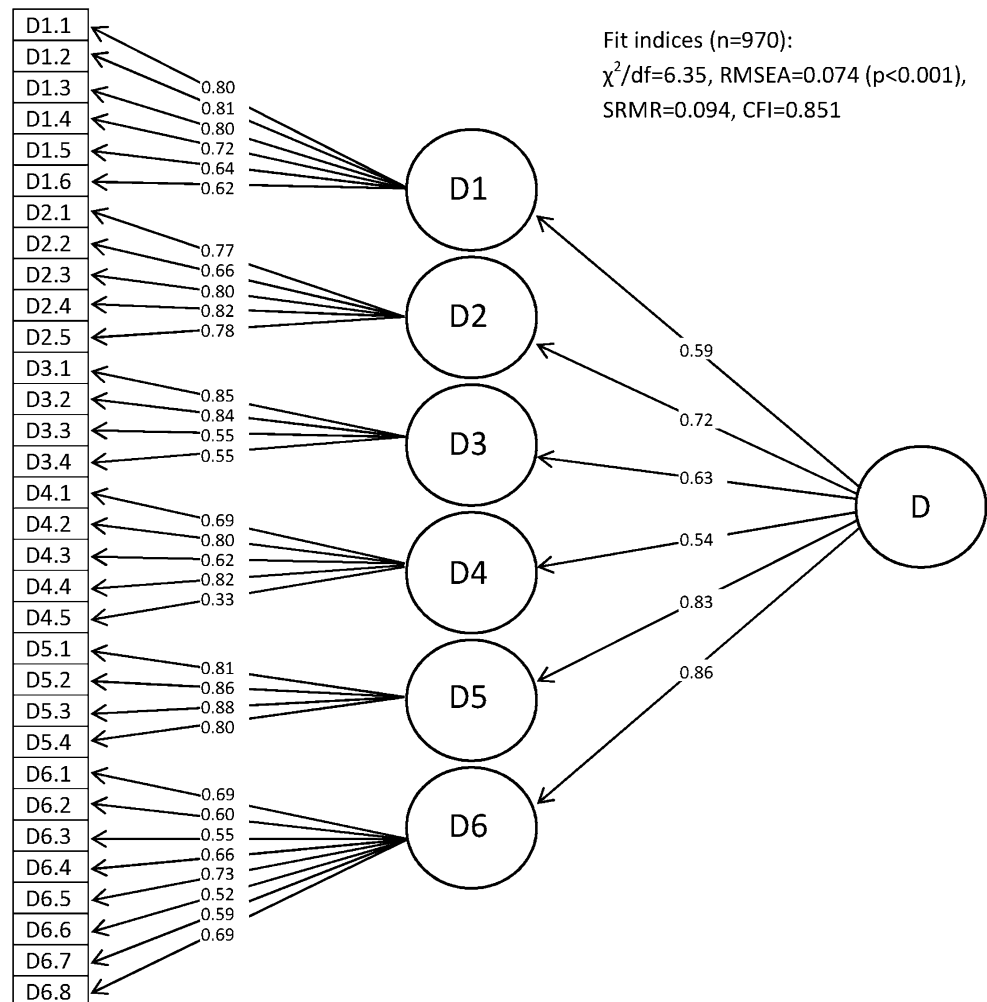 D1.1
D1.2
D1.3
D1.4
D1.5
D1.6
D2.1
D2.2
D2.3
D2.4
D2.5
D3.1
D3.2
D3.3
D3.4
D4.1
D4.2
D4.3
D4.4
D4.5
D5.1
D5.2
D5.3
D5.4
D6.1
D6.2
D6.3
D6.4
D6.5
D6.6
D6.7
D6.8
0.80
0.81
0.80
0.72
0.64
0.62
0.77
0.66
0.80
0.82
0.78
0.85
0.84
0.55
0.55
0.69
0.80
0.62
0.82
0.33
0.81
0.86
0.88
0.80
0.69
0.60
0.55
0.66
0.73
0.52
0.59
0.69
D1
D2
D3
D4
D5
D6
0.59
0.72
0.63
0.54
0.83
0.86
D
Fit indices (n=970):
χ²/df=6.35, RMSEA=0.074 (p<0.001),
SRMR=0.094, CFI=0.851